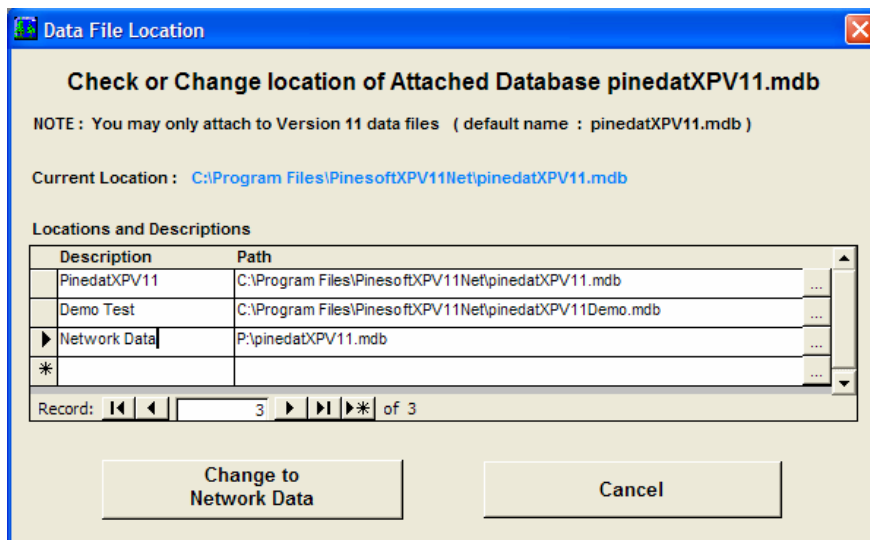 Data File Location
Check or Change location of Attached Database pinedatXPV11.mdb
NOTE : You may only attach to Version 11 data files ( default name : pinedatXPV11.mdb )
Current Location : C:\Program Files\PinesoftXPV11Net\pinedatXPV11.mdb
Locations and Descriptions
Description Path
PinedatXPV11 C:\Program Files\PinesoftXPV11Net\pinedatXPV11.mdb ...
Demo Test C:\Program Files\PinesoftXPV11Net\pinedatXPV11Demo.mdb ...
Network Data P:\pinedatXPV11.mdb ...
...
Record: 3 of 3
Change to Cancel
Network Data